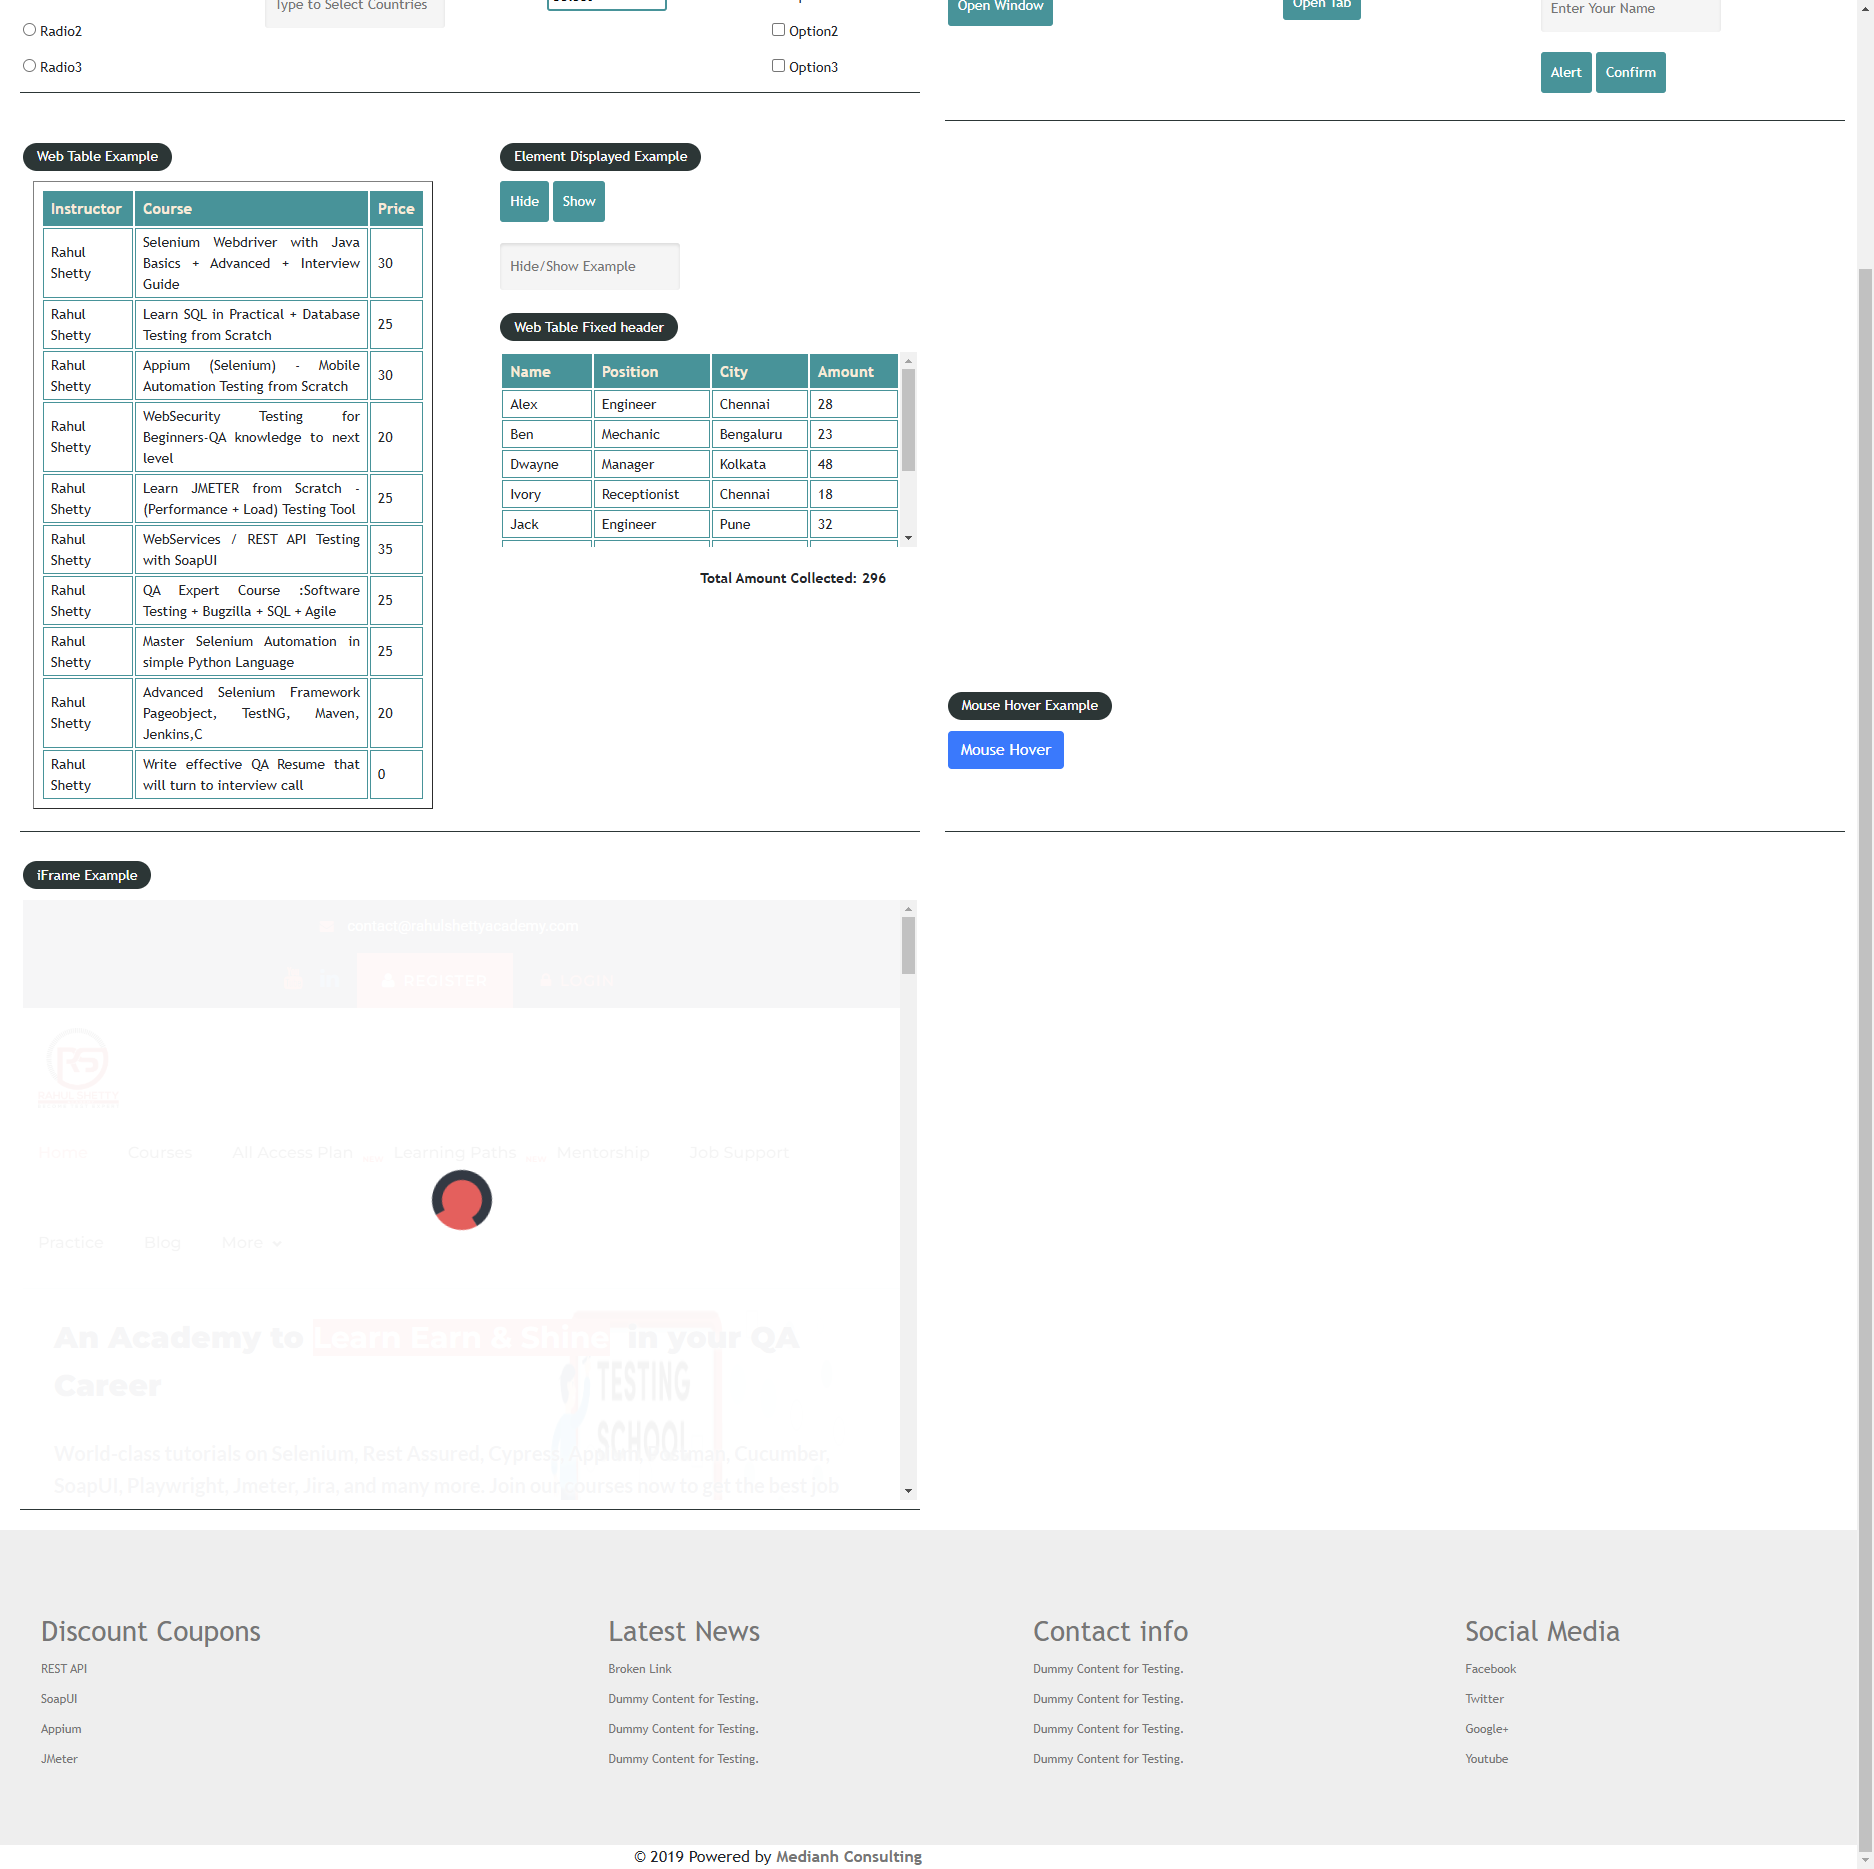 Type to Select Countries
Open Window
Open Tab
Enter Your Name
Radio2
Option2
Radio3
Option3
Alert
Confirm
Web Table Example
Instructor Course Price
Rahul Shetty
Selenium Webdriver with Java Basics + Advanced + Interview Guide
30
Rahul Shetty
Learn SQL in Practical + Database Testing from Scratch
25
Rahul Shetty
Appium (Selenium) - Mobile Automation Testing from Scratch
30
Rahul Shetty
WebSecurity Testing for Beginners-QA knowledge to next level
20
Rahul Shetty
Learn JMETER from Scratch - (Performance + Load) Testing Tool
25
Rahul Shetty
WebServices / REST API Testing with SoapUI
35
Rahul Shetty
QA Expert Course :Software Testing + Bugzilla + SQL + Agile
25
Rahul Shetty
Master Selenium Automation in simple Python Language
25
Rahul Shetty
Advanced Selenium Framework Pageobject, TestNG, Maven, Jenkins,C
20
Rahul Shetty
Write effective QA Resume that will turn to interview call
0
Element Displayed Example
Hide
Show
Hide/Show Example
Web Table Fixed header
Name Position City Amount
Alex Engineer Chennai 28
Ben Mechanic Bengaluru 23
Dwayne Manager Kolkata 48
Ivory Receptionist Chennai 18
Jack Engineer Pune 32
Total Amount Collected: 296
Mouse Hover Example
Mouse Hover
iFrame Example
contact@rahulshettyacademy.com
REGISTER
LOGIN
RAHUL SHETTY
Home Courses All Access Plan Learning Paths Mentorship Job Support
Practice Blog More
An Academy to Learn Earn & Shine in your QA
Career
TESTING
SCHOOL
World-class tutorials on Selenium, Rest Assured, Cypress, Appium, Postman, Cucumber,
SoapUI, Playwright, Jmeter, Jira, and many more. Join our courses now to get the best job
Discount Coupons
REST API
SoapUI
Appium
JMeter
Latest News
Broken Link
Dummy Content for Testing.
Dummy Content for Testing.
Dummy Content for Testing.
Contact info
Dummy Content for Testing.
Dummy Content for Testing.
Dummy Content for Testing.
Dummy Content for Testing.
Social Media
Facebook
Twitter
Google+
Youtube
© 2019 Powered by Medianh Consulting